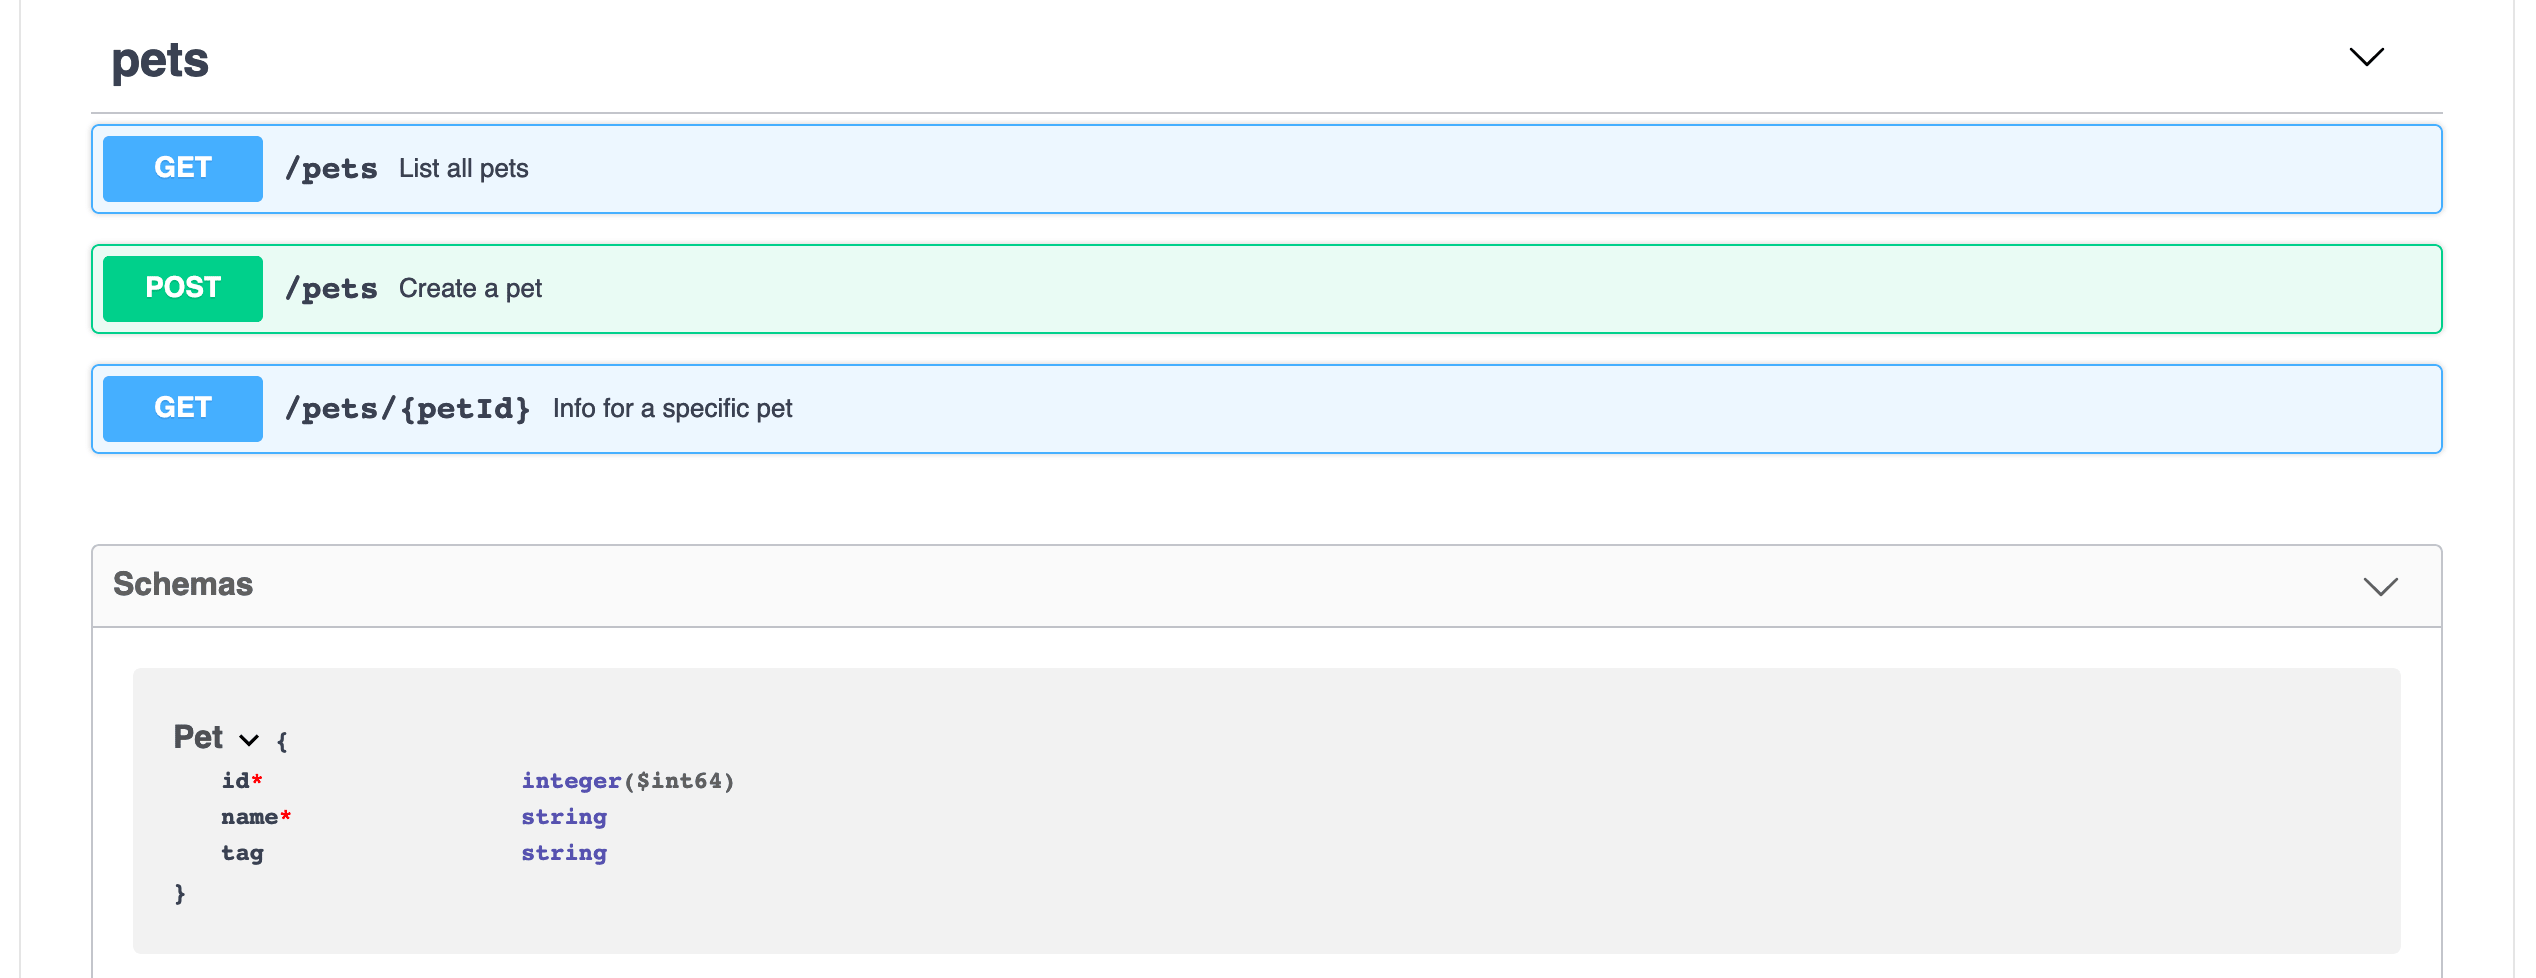 pets
GET /pets List all pets
POST /pets Create a pet
GET /pets/{petId} Info for a specific pet
Schemas
Pet {
id* integer($int64)
name* string
tag string
}